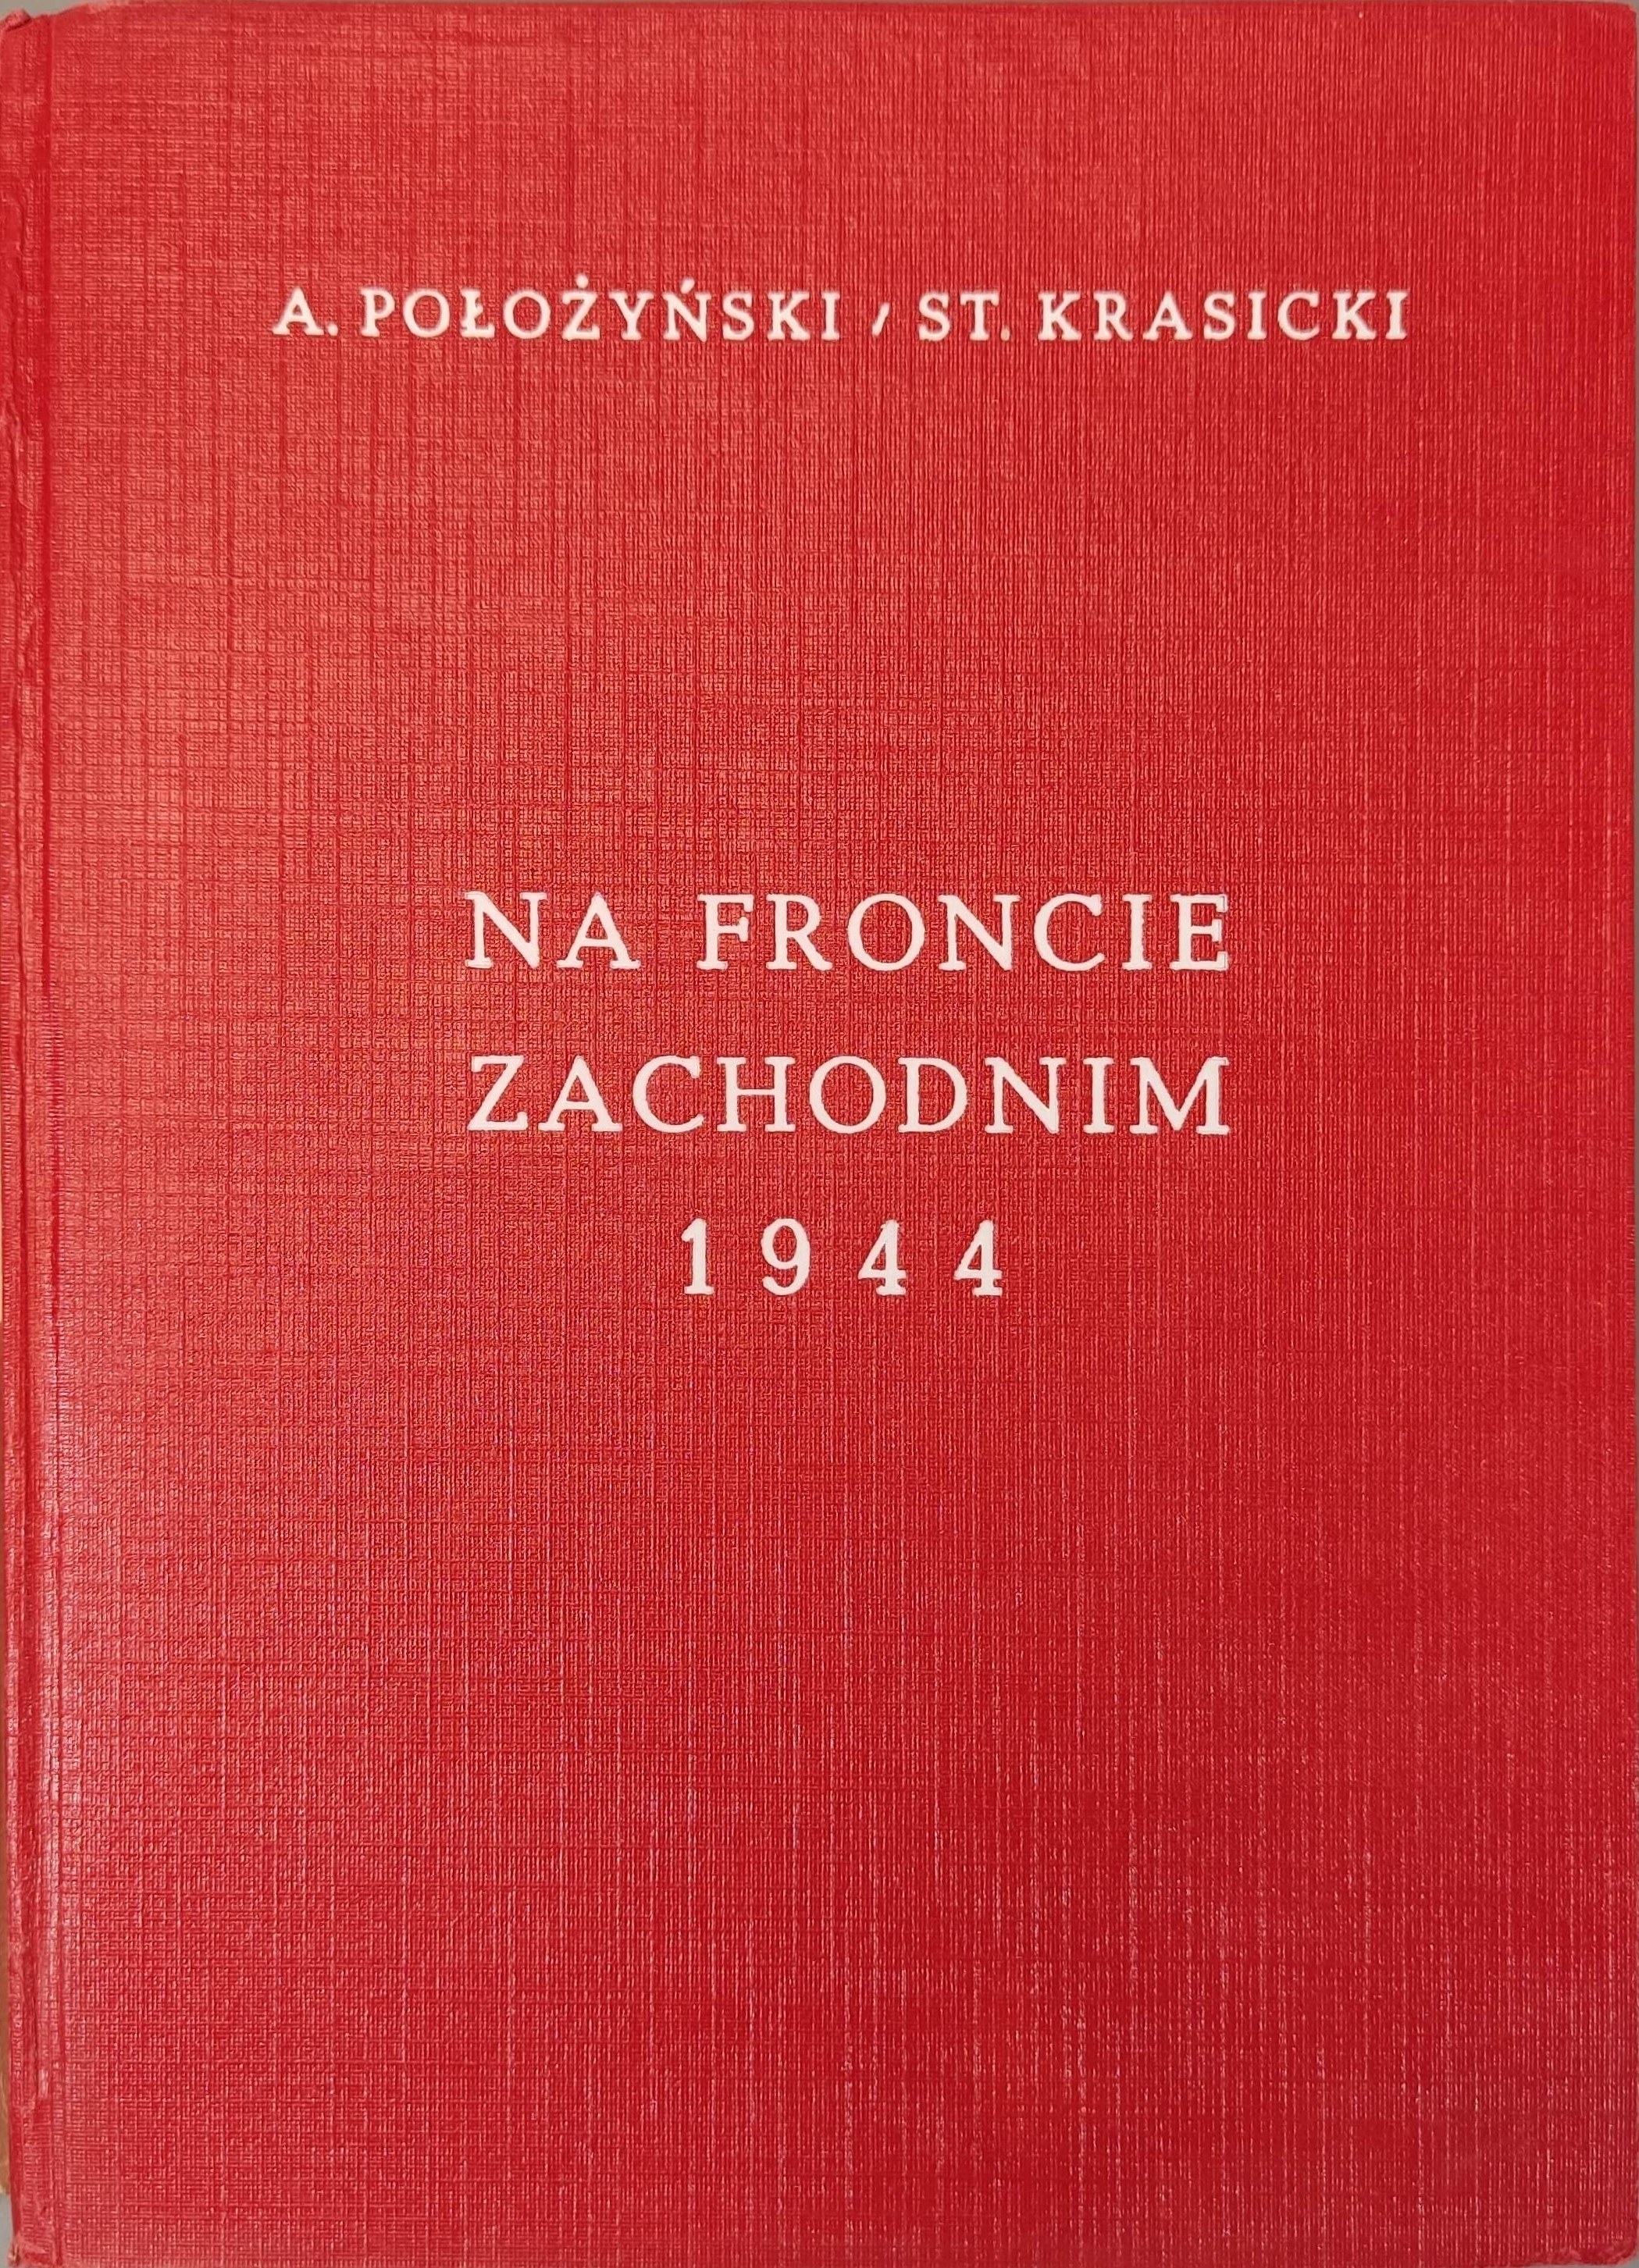 A. POŁOŻYŃSKI / ST. KRASICKI
NA FRONCIE
ZACHODNIM
1944